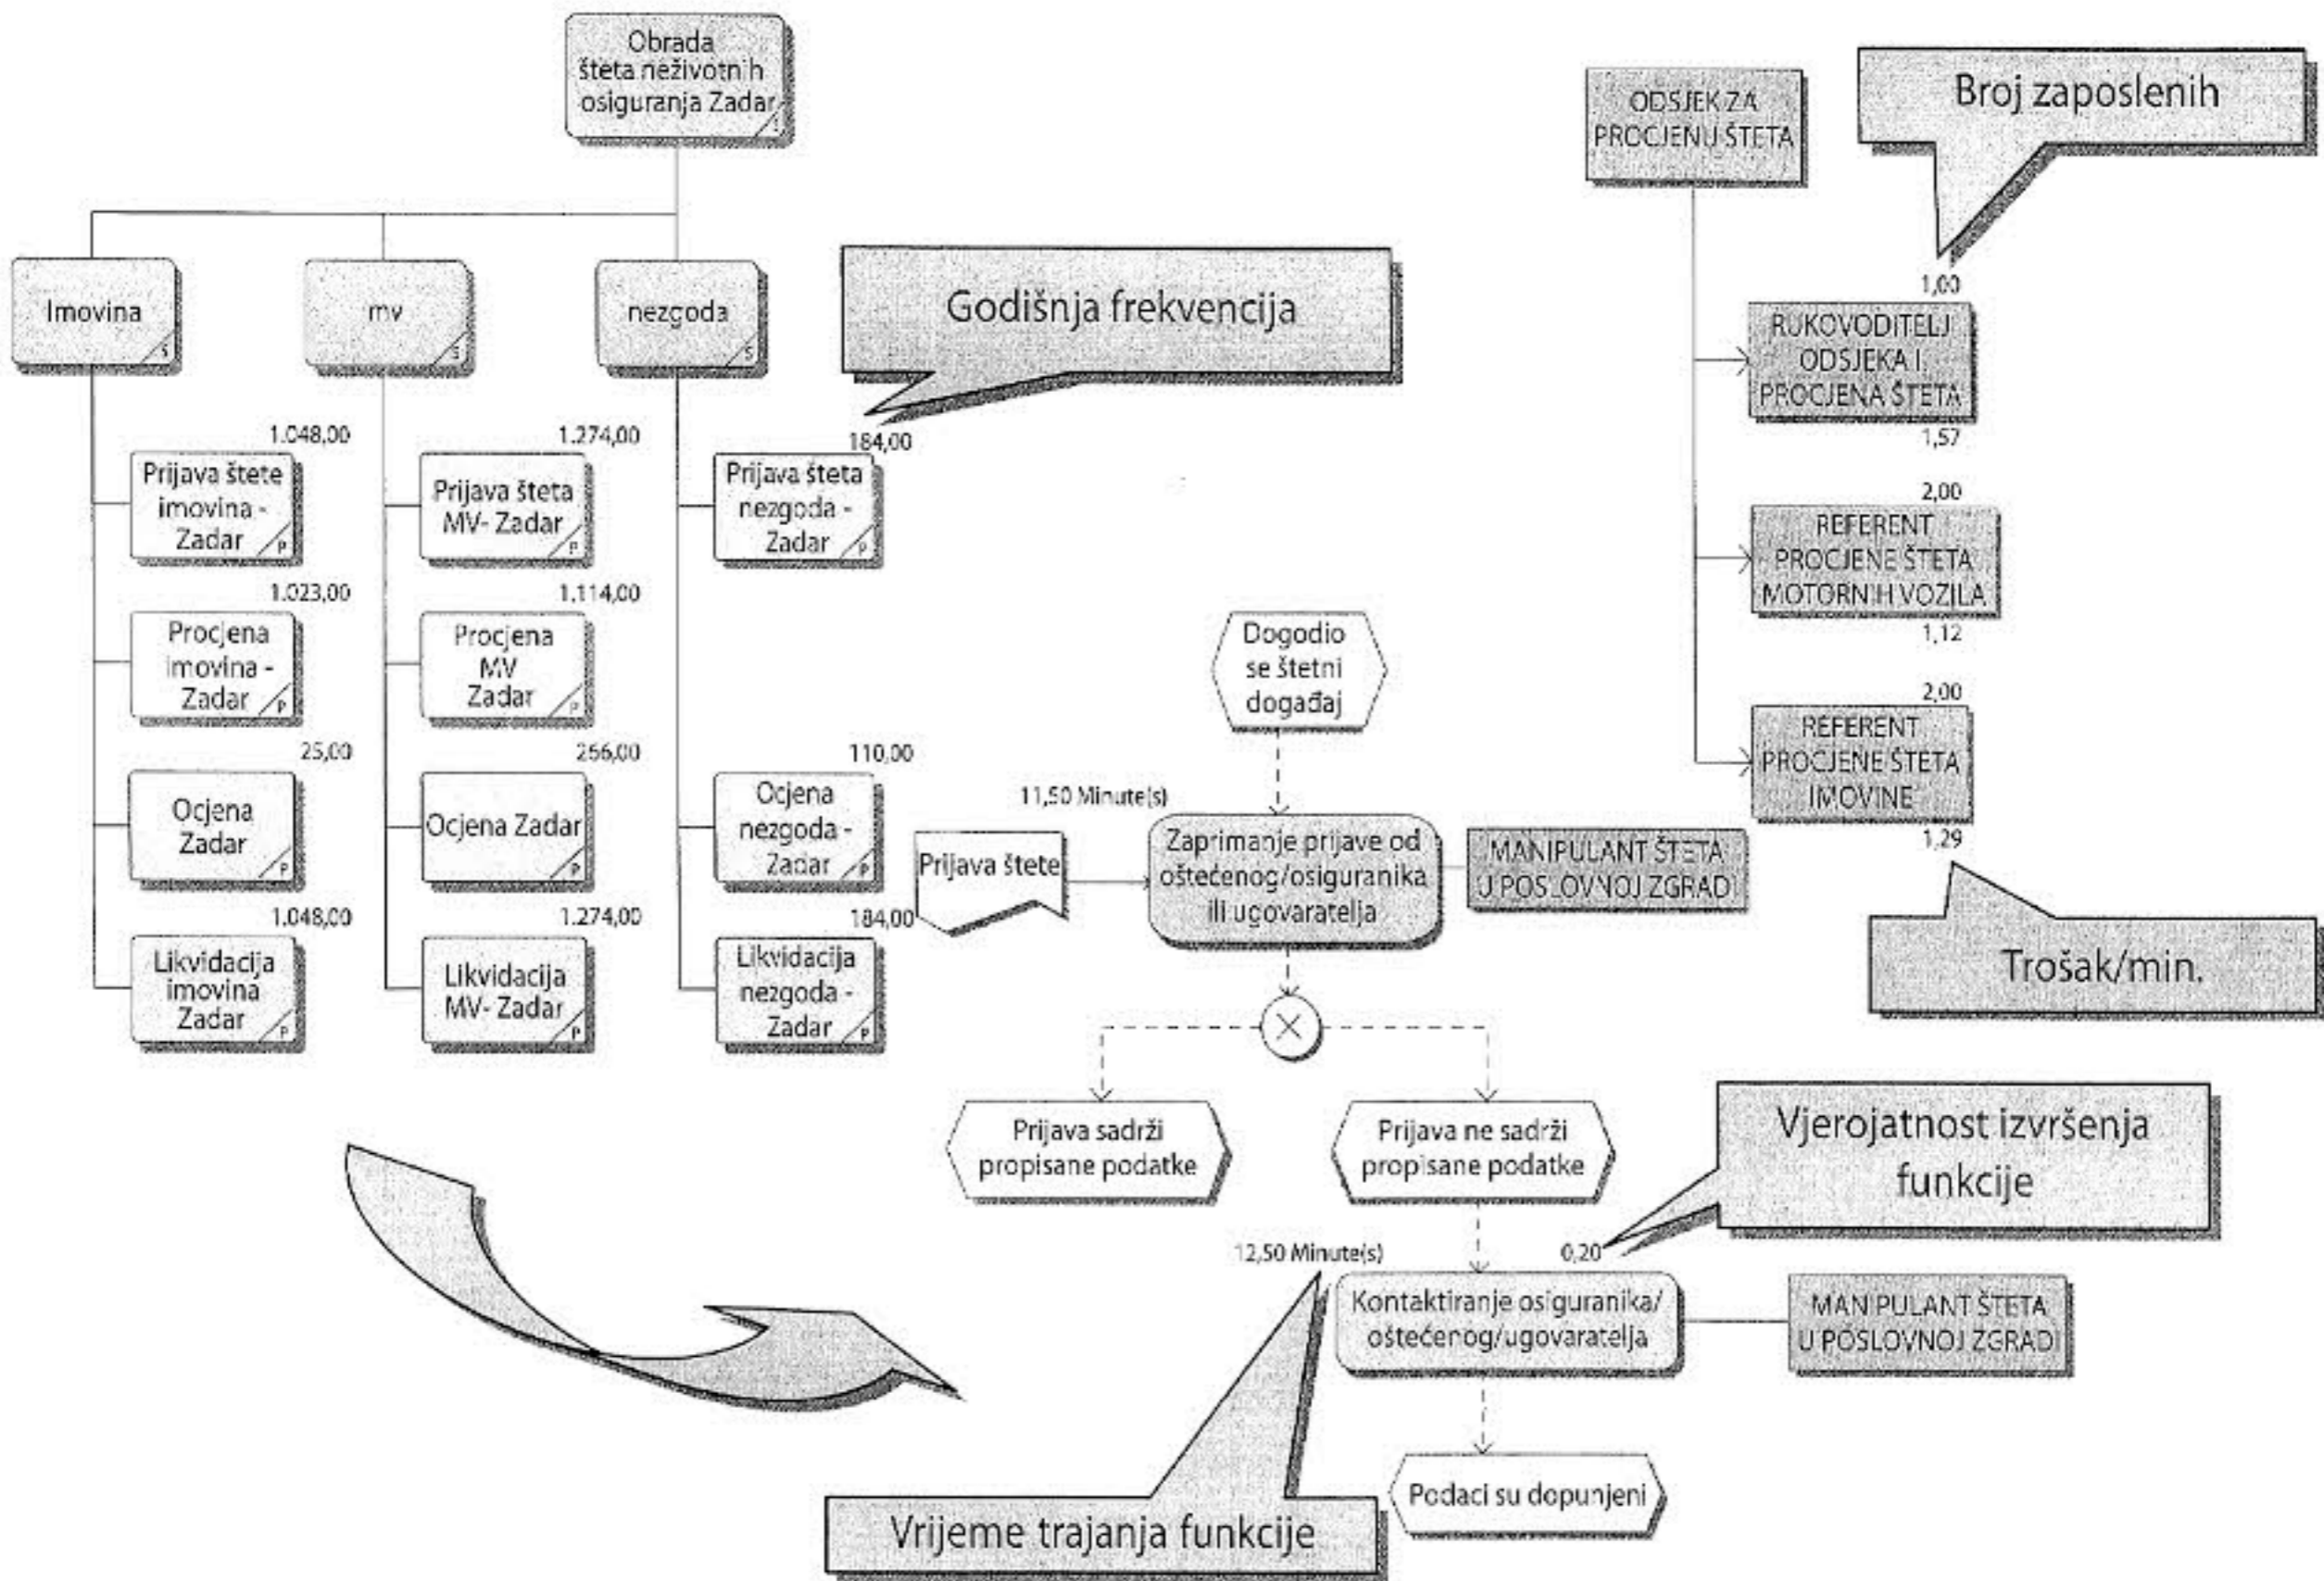 Obrada
šteta neživotnih
osiguranja Zadar
S
Imovina
S
mv
S
nezgoda
S
Godišnja frekvencija
1.048,00
Prijava štete
imovina -
Zadar
P
1.023,00
Procjena
imovina -
Zadar
P
25,00
Ocjena
Zadar
P
1.048,00
Likvidacija
imovina
Zadar
P
1.274,00
Prijava šteta
MV- Zadar
P
1.114,00
Procjena
MV
Zadar
P
256,00
Ocjena Zadar
P
1.274,00
Likvidacija
MV- Zadar
P
184,00
Prijava šteta
nezgoda -
Zadar
P
110,00
Ocjena
nezgoda -
Zadar
P
184,00
Likvidacija
nezgoda -
Zadar
P
ODSJEK ZA
PROCJENU ŠTETA
Broj zaposlenih
1,00
RUKOVODITELJ
ODSJEKA I
PROCJENA ŠTETA
1,57
2,00
REFERENT
PROCJENE ŠTETA
MOTORNIH VOZILA
1,12
2,00
REFERENT
PROCJENE ŠTETA
IMOVINE
1,29
Trošak/min.
Dogodio
se štetni
događaj
11,50 Minute(s)
Prijava štete
Zaprimanje prijave od
oštećenog/osiguranika
ili ugovaratelja
MANIPULANT ŠTETA
U POSLOVNOJ ZGRADI
Prijava sadrži
propisane podatke
Prijava ne sadrži
propisane podatke
Vjerojatnost izvršenja
funkcije
12,50 Minute(s)
0,20
Kontaktiranje osiguranika/
oštećenog/ugovaratelja
MANIPULANT ŠTETA
U POSLOVNOJ ZGRADI
Podaci su dopunjeni
Vrijeme trajanja funkcije